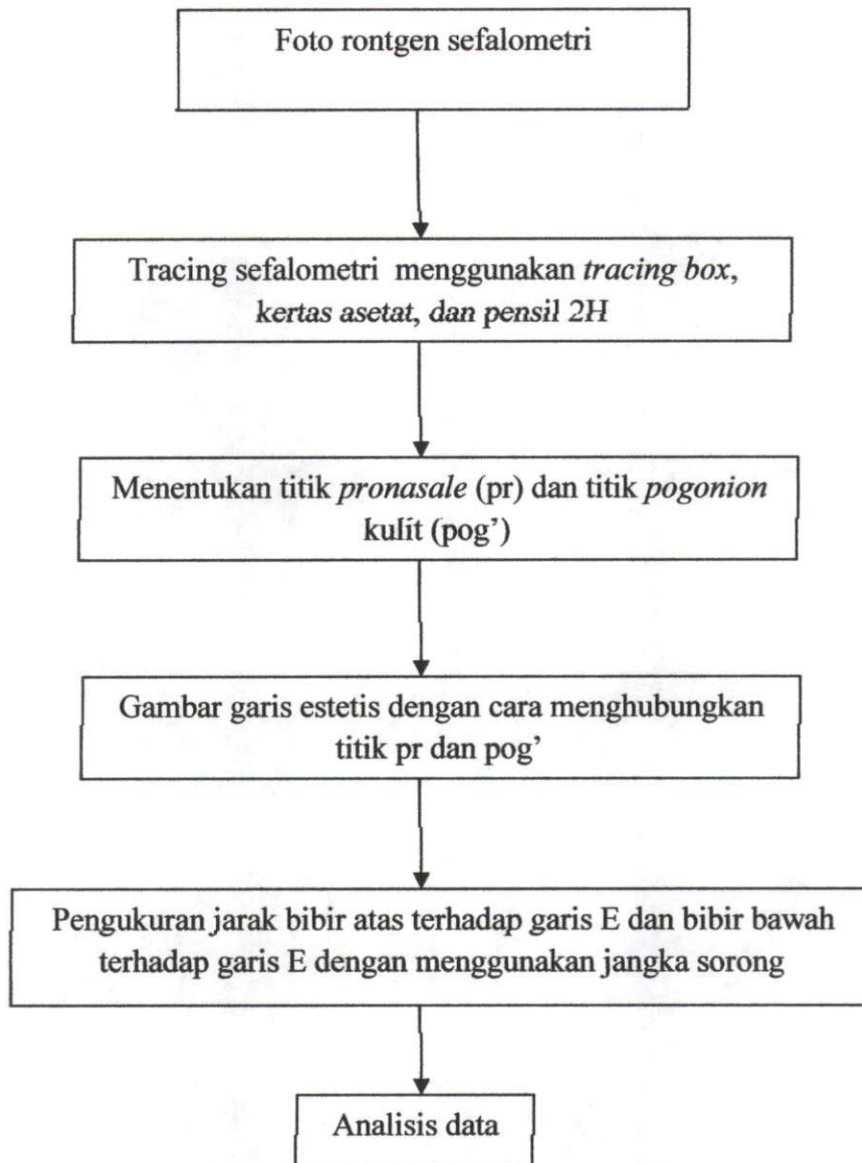 Foto rontgen sefalometri
Tracing sefalometri menggunakan tracing box,
kertas asetat, dan pensil 2H
Menentukan titik pronasale (pr) dan titik pogonion
kulit (pog’)
Gambar garis estetis dengan cara menghubungkan
titik pr dan pog’
Pengukuran jarak bibir atas terhadap garis E dan bibir bawah
terhadap garis E dengan menggunakan jangka sorong
Analisis data